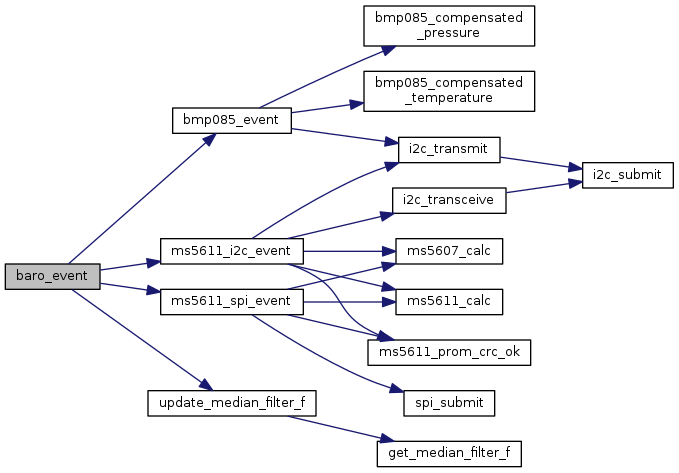 bmp085_compensated
_pressure
bmp085_compensated
_temperature
bmp085_event
i2c_transmit
i2c_submit
i2c_transceive
ms5611_i2c_event
ms5607_calc
baro_event
ms5611_spi_event
ms5611_calc
ms5611_prom_crc_ok
update_median_filter_f
spi_submit
get_median_filter_f